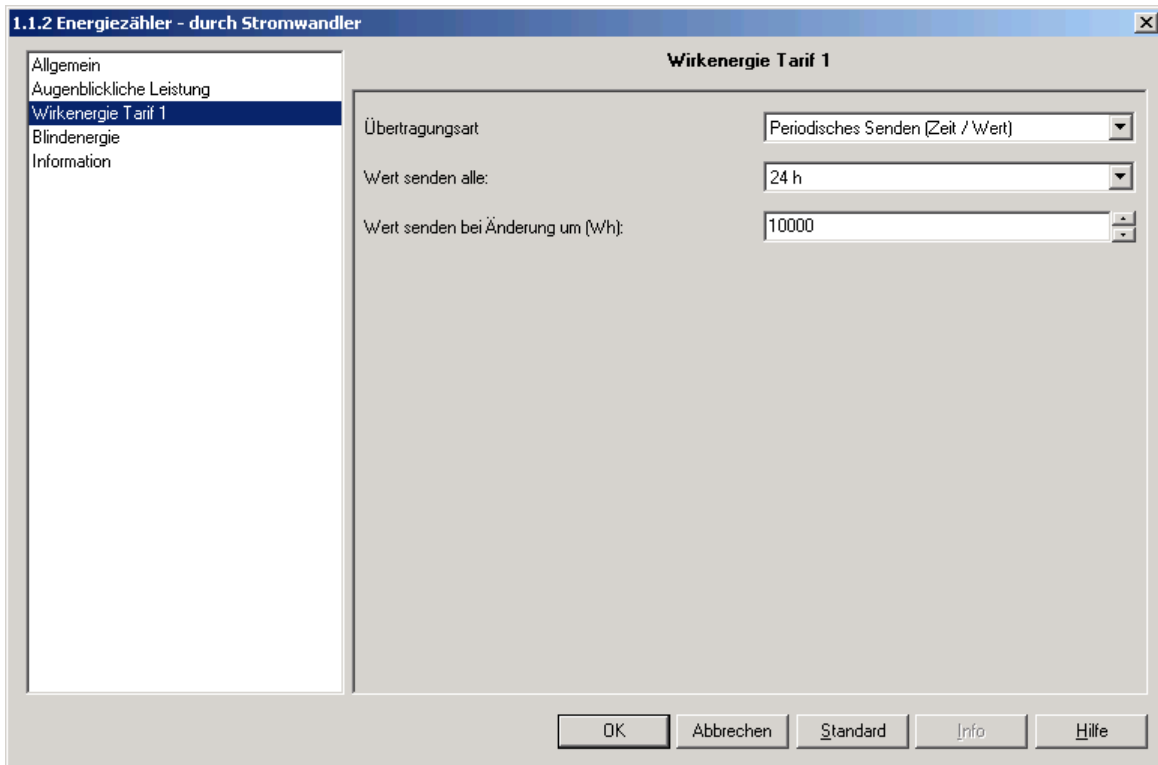 1.1.2 Energiezähler - durch Stromwandler
Allgemein
Augenblickliche Leistung
Wirkenergie Tarif 1
Blindenergie
Information
Wirkenergie Tarif 1
Übertragungsart
Periodisches Senden (Zeit / Wert)
Wert senden alle:
24 h
Wert senden bei Änderung um (Wh):
10000
OK
Abbrechen
Standard
Info
Hilfe